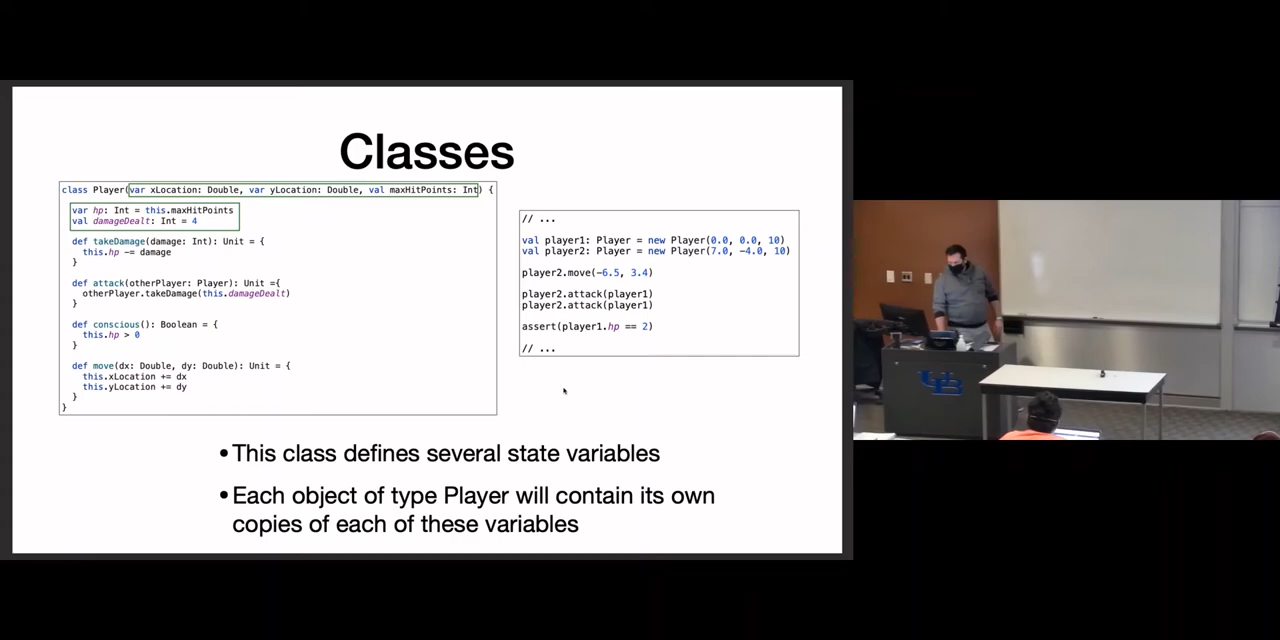 Classes
class Player(var xLocation: Double, var yLocation: Double, val maxHitPoints: Int) {
var hp: Int = this.maxHitPoints
val damageDealt: Int = 4
def takeDamage(damage: Int): Unit = {
this.hp -= damage
}
def attack(otherPlayer: Player): Unit ={
otherPlayer.takeDamage(this.damageDealt)
}
def conscious(): Boolean = {
this.hp > 0
}
def move(dx: Double, dy: Double): Unit = {
this.xLocation += dx
this.yLocation += dy
}
}
// ...
val player1: Player = new Player(0.0, 0.0, 10)
val player2: Player = new Player(7.0, -4.0, 10)
player2.move(-6.5, 3.4)
player2.attack(player1)
player2.attack(player1)
assert(player1.hp == 2)
// ...
•This class defines several state variables
•Each object of type Player will contain its own
copies of each of these variables
UB